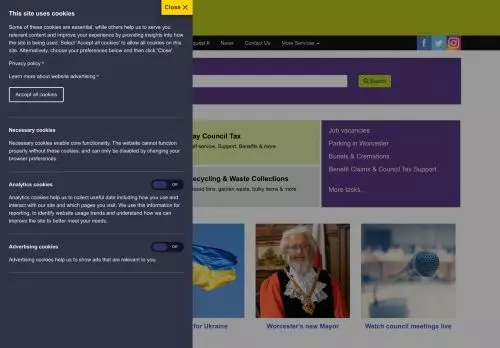 Close ✕
This site uses cookies
Some of these cookies are essential, while others help us to serve you
relevant content and improve your experience by providing insights into how
the site is being used. Select 'Accept all cookies' to allow all cookies on this
site. Alternatively, choose your preferences below and then click 'Close'.
Privacy policy
Learn more about website advertising
Accept all cookies
Necessary cookies
Necessary cookies enable core functionality. The website cannot function
properly without these cookies, and can only be disabled by changing your
browser preferences.
Analytics cookies
Off
Analytics cookies help us to collect useful data including how you use and
interact with our site and which pages you visit. We use this information for
reporting, to identify website usage trends and understand how we can
improve the site to better meet your needs.
Advertising cookies
Off
Advertising cookies help us to show ads that are relevant to you.
quest It News Contact Us More Services
Search
ay Council Tax
elf-service, Support, Benefits & more
ecycling & Waste Collections
bins, garden waste, bulky items & more
Job vacancies
Parking in Worcester
Burials & Cremations
Benefit Claims & Council Tax Support
More tasks..
for Ukraine
Worcester's new Mayor
Watch council meetings live